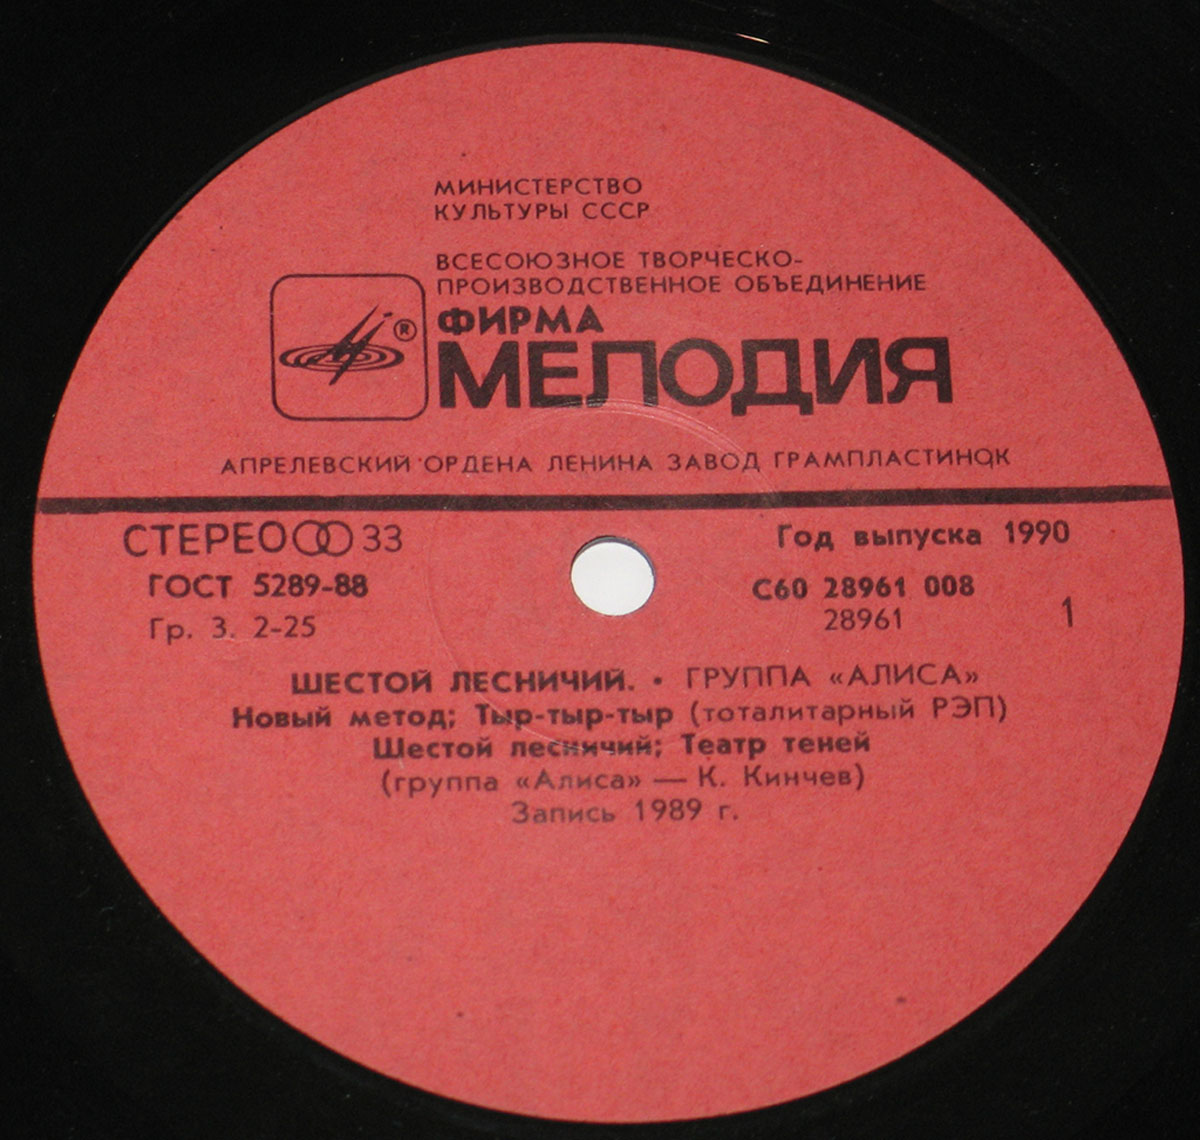 МИНИСТЕРСТВО
КУЛЬТУРЫ СССР
ВСЕСОЮЗНОЕ ТВОРЧЕСКО-
ПРОИЗВОДСТВЕННОЕ ОБЪЕДИНЕНИЕ
®
ФИРМА
МЕЛОДИЯ
АПРЕЛЕВСКИЙ ОРДЕНА ЛЕНИНА ЗАВОД ГРАМПЛАСТИНОК
СТЕРЕО 33
Год выпуска 1990
ГОСТ 5289-88
С60 28961 008
Гр. 3. 2-25
28961
1
ШЕСТОЙ ЛЕСНИЧИЙ. • ГРУППА «АЛИСА»
Новый метод; Тыр-тыр-тыр (тоталитарный РЭП)
Шестой лесничий; Театр теней
(группа «Алиса» — К. Кинчев)
Запись 1989 г.